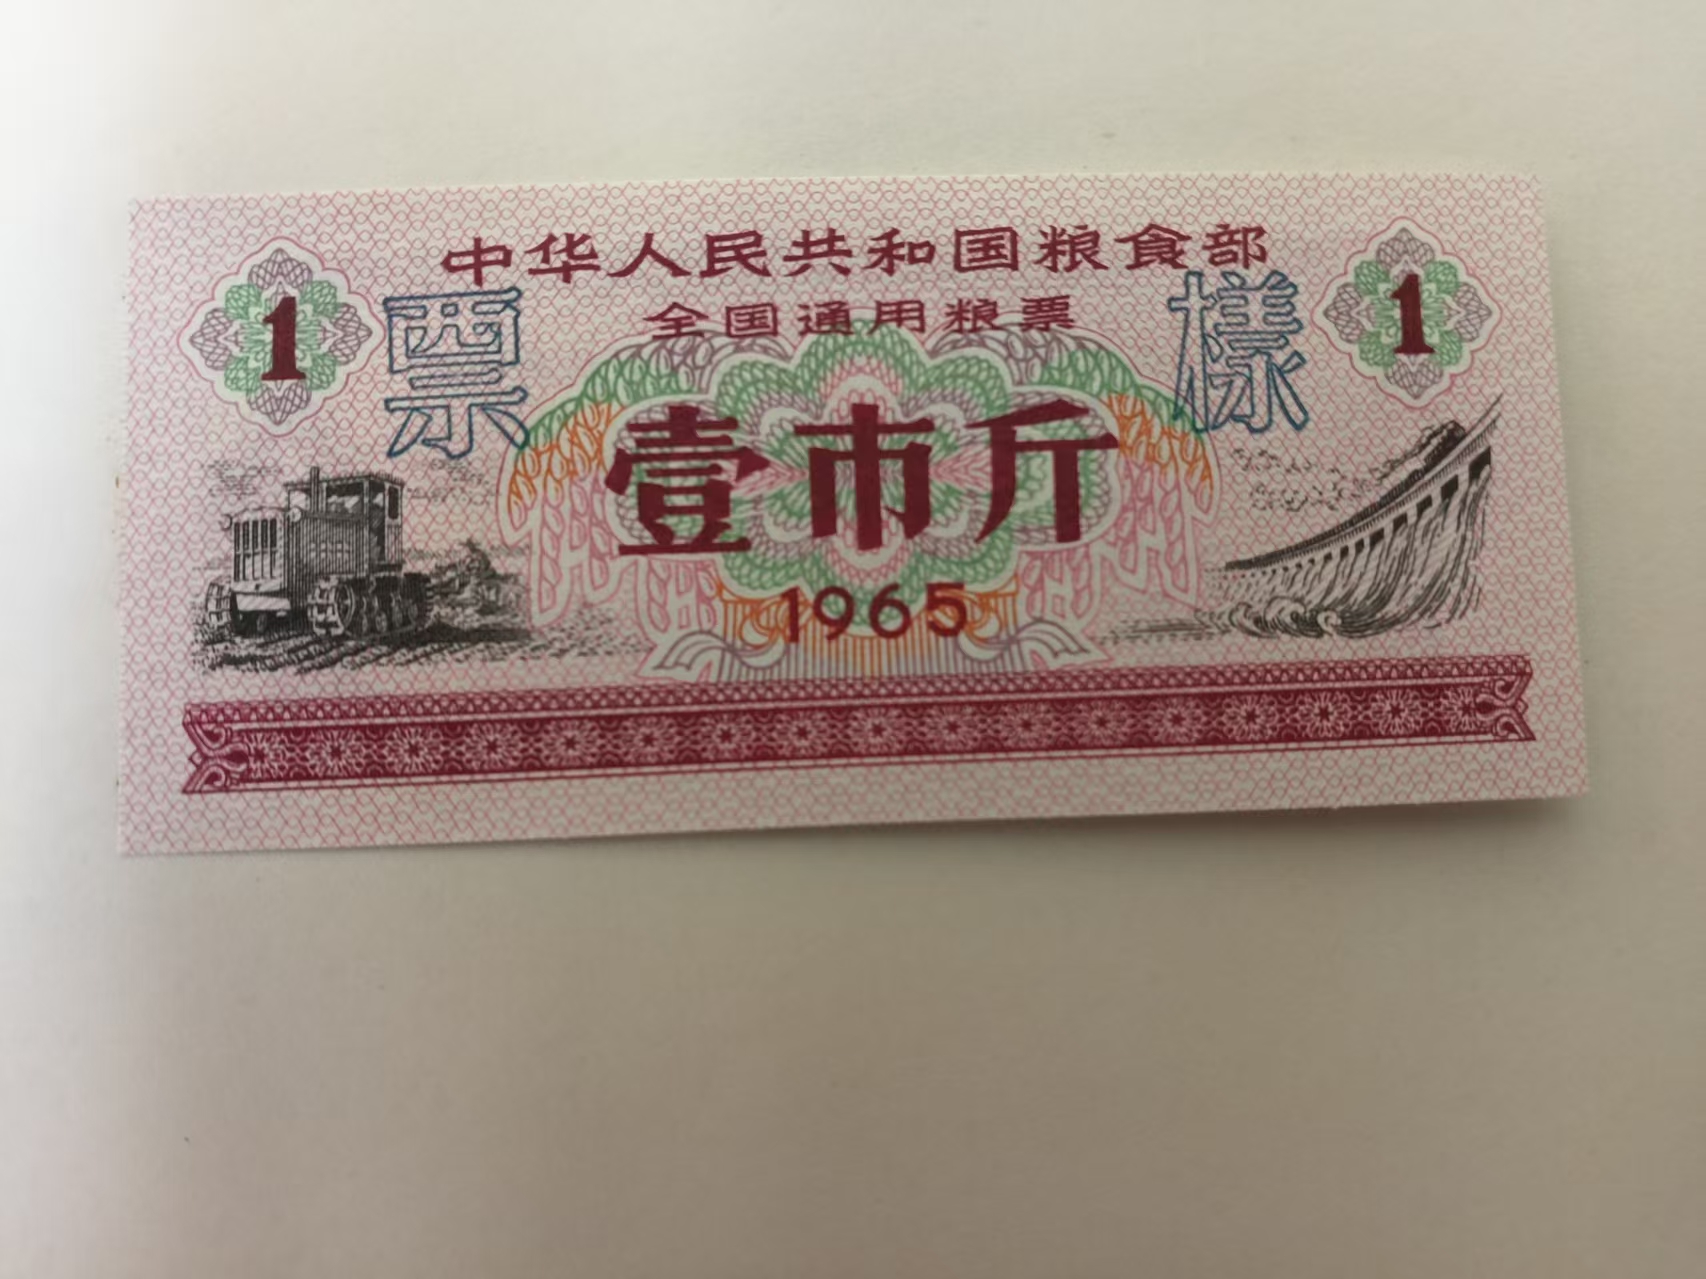 中华人民共和国粮食部
全国通用粮票
1
票
樣
1
壹市斤
1965